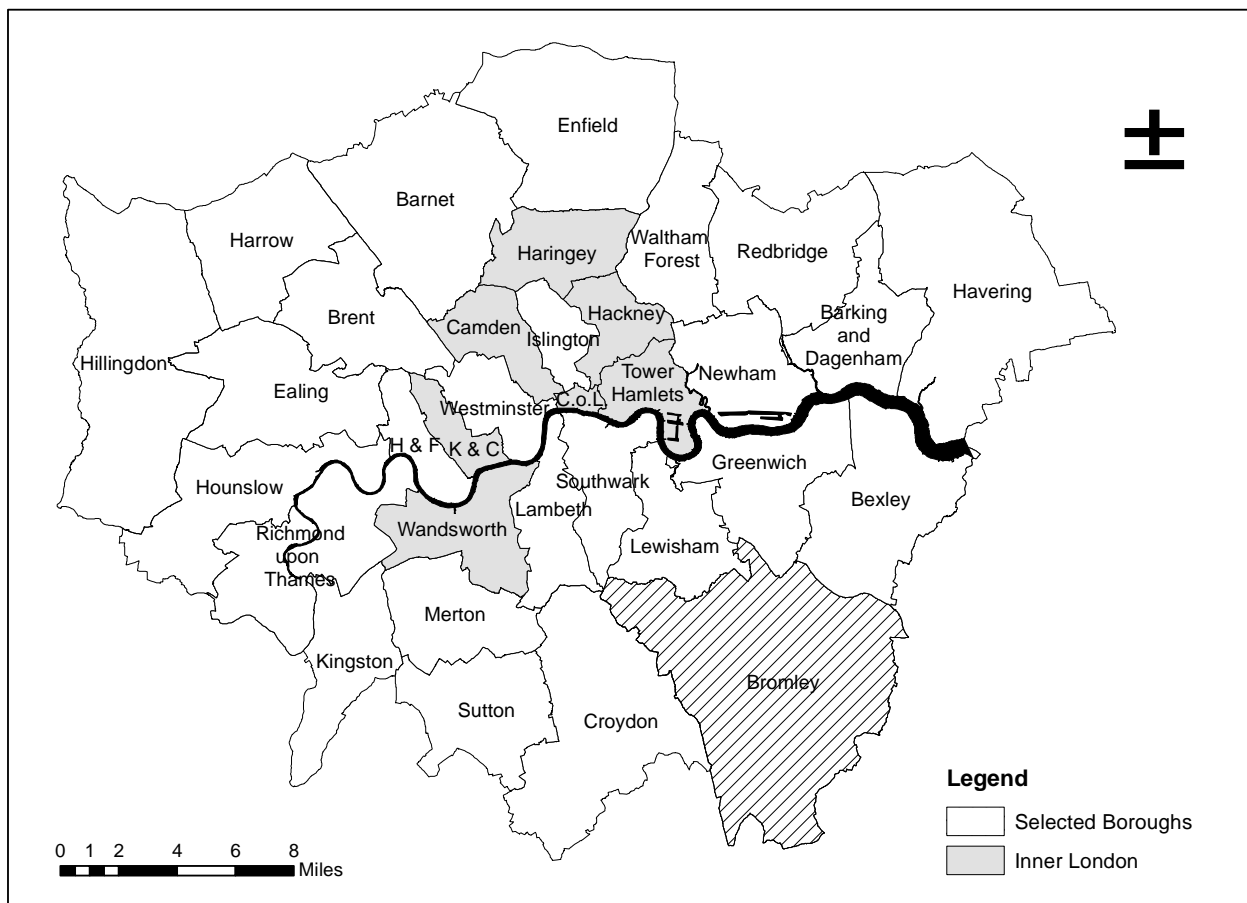 Enfield
Barnet
Harrow
Haringey
Waltham
Forest
Redbridge
Havering
Brent
Camden
Islington
Hackney
Barking
and
Dagenham
Hillingdon
Ealing
Tower
Hamlets
Newham
Westminster
C.o.L
H & F
K & C
Greenwich
Hounslow
Southwark
Bexley
Lambeth
Wandsworth
Richmond
upon
Thames
Lewisham
Merton
Kingston
Bromley
Sutton
Croydon
Legend
Selected Boroughs
Inner London
0 1 2 4 6 8
Miles